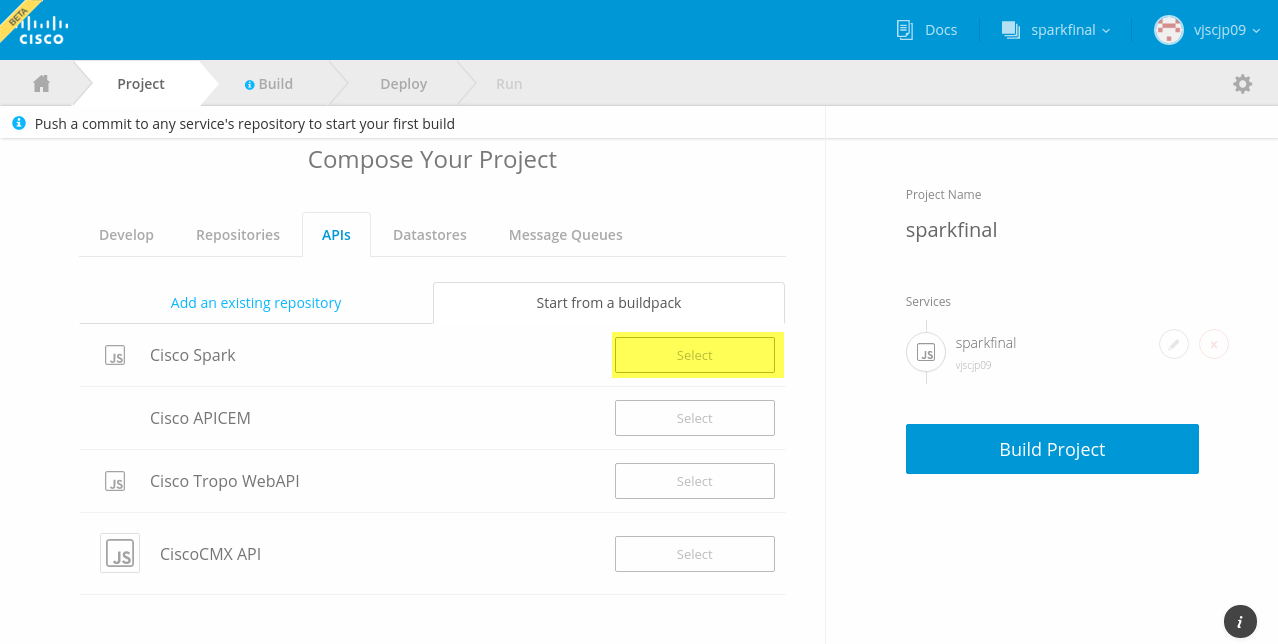 BETA
CISCO
Docs
sparkfinal
vjscjp09
Project
Build
Deploy
Run
Push a commit to any service's repository to start your first build
Compose Your Project
Develop
Repositories
APIs
Datastores
Message Queues
Add an existing repository
Start from a buildpack
JS
Cisco Spark
Select
Cisco APICEM
Select
JS
Cisco Tropo WebAPI
Select
JS
CiscoCMX API
Select
Project Name
sparkfinal
Services
JS
sparkfinal
vjscjp09
Build Project
i